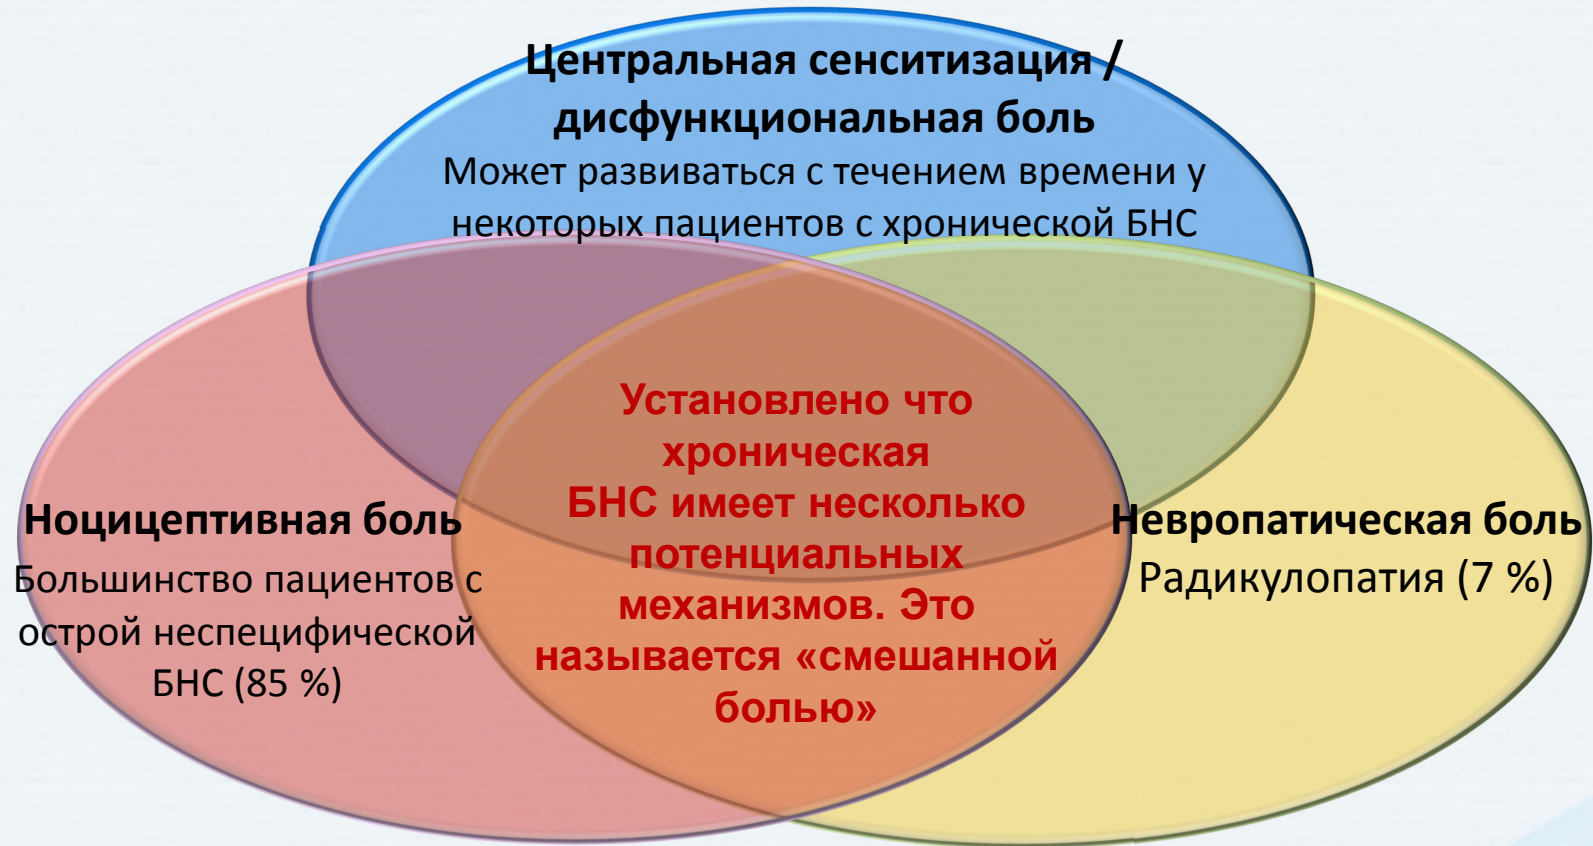 Центральная сенситизация /
дисфункциональная боль
Может развиваться с течением времени у
некоторых пациентов с хронической БНС
Ноцицептивная боль
Большинство пациентов с
острой неспецифической
БНС (85 %)
Установлено что
хроническая
БНС имеет несколько
потенциальных
механизмов. Это
называется «смешанной
болью»
Невропатическая боль
Радикулопатия (7 %)